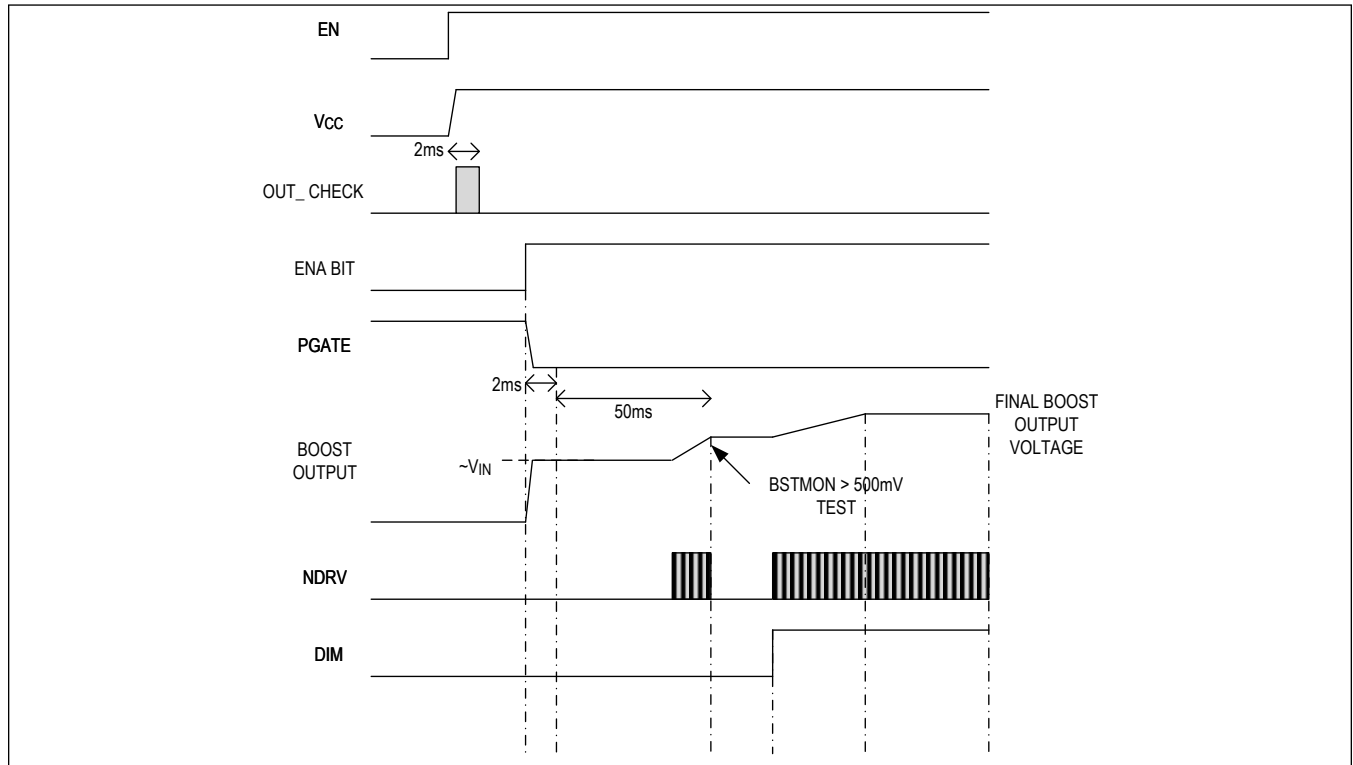 EN
VCC
2ms
OUT_ CHECK
ENA BIT
PGATE
2ms
50ms
FINAL BOOST
OUTPUT
VOLTAGE
BOOST
OUTPUT
~VIN
BSTMON > 500mV
TEST
NDRV
DIM